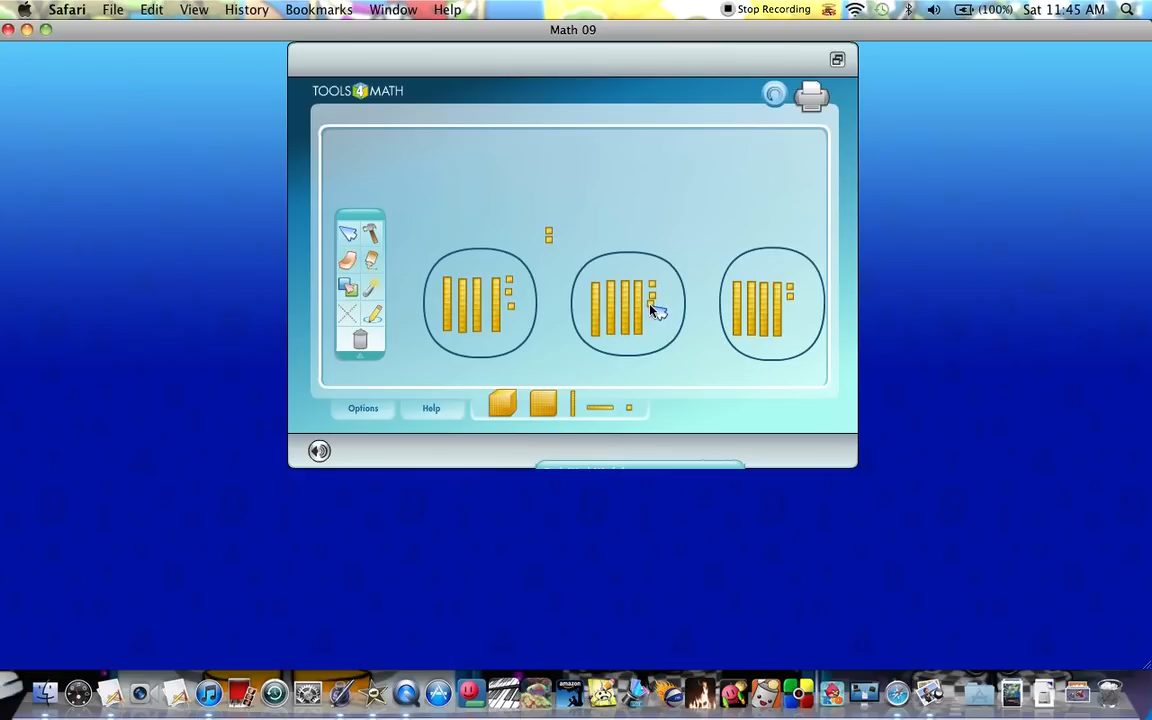 Safari File Edit View History Bookmarks Window Help Stop Recording (100%) Sat 11:45 AM
Math 09
TOOLS 4 MATH
Options Help